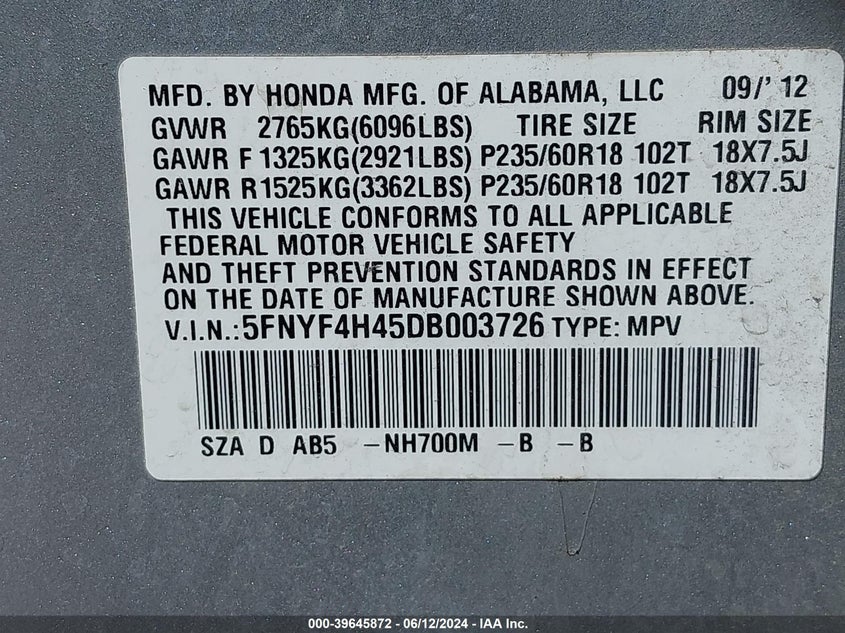 MFD. BY HONDA MFG. OF ALABAMA, LLC 09/'12
GVWR 2765KG(6096LBS) TIRE SIZE RIM SIZE
GAWR F 1325KG(2921LBS) P235/60R18 102T 18X7.5J
GAWR R1525KG(3362LBS) P235/60R18 102T 18X7.5J
THIS VEHICLE CONFORMS TO ALL APPLICABLE
FEDERAL MOTOR VEHICLE SAFETY
AND THEFT PREVENTION STANDARDS IN EFFECT
ON THE DATE OF MANUFACTURE SHOWN ABOVE.
V.I.N.:5FNYF4H45DB003726 TYPE: MPV
SZA D AB5 -NH700M -B -B
000-39645872 - 06/12/2024 - IAA Inc.